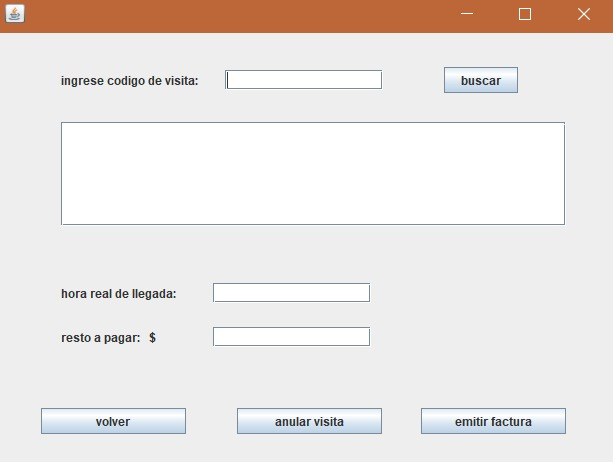 ingrese codigo de visita:
buscar
hora real de llegada:
resto a pagar: $
volver
anular visita
emitir factura